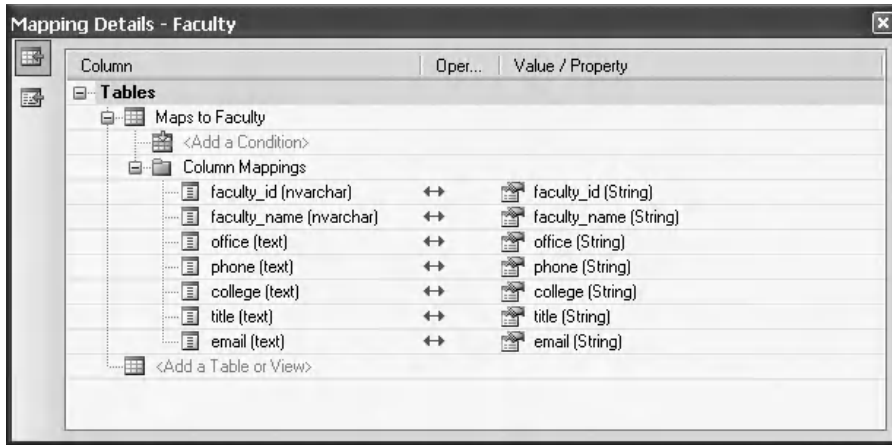 Mapping Details - Faculty
Column Oper... Value / Property
Tables
Maps to Faculty
<Add a Condition>
Column Mappings
faculty_id (nvarchar) faculty_id (String)
faculty_name (nvarchar) faculty_name (String)
office (text) office (String)
phone (text) phone (String)
college (text) college (String)
title (text) title (String)
email (text) email (String)
<Add a Table or View>